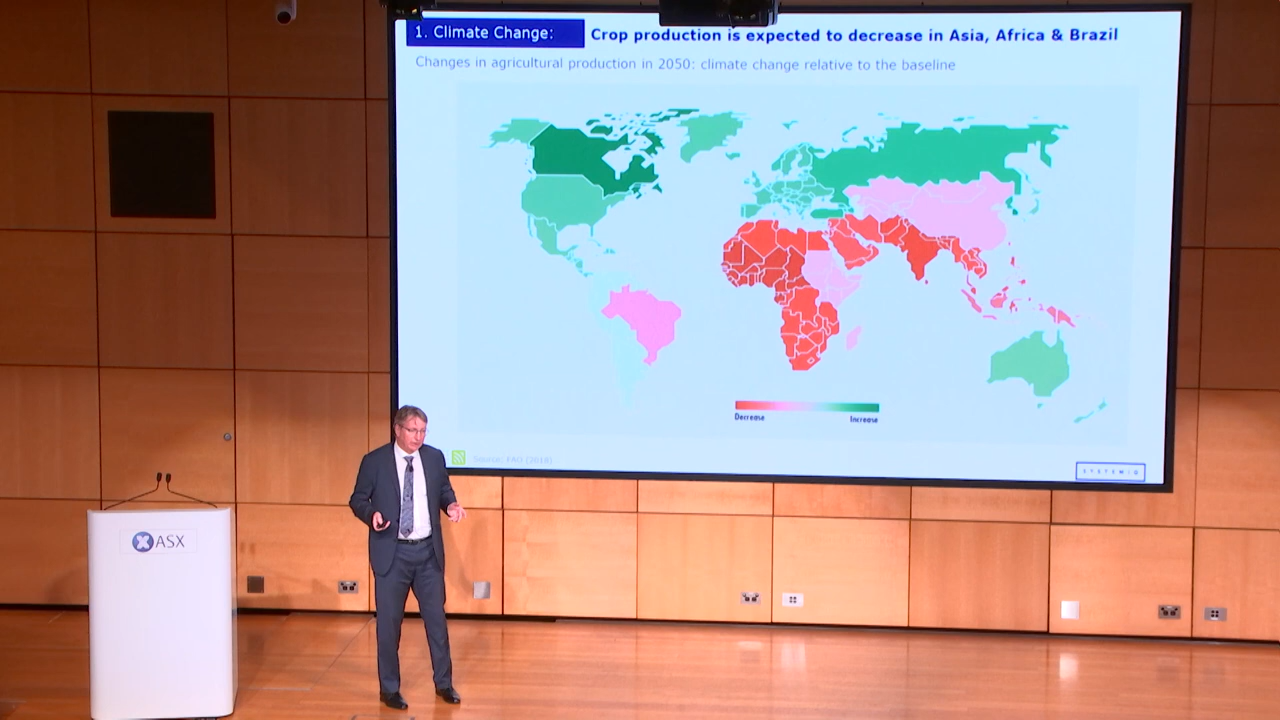 1. Climate Change:
Crop production is expected to decrease in Asia, Africa & Brazil
Changes in agricultural production in 2050: climate change relative to the baseline
Decrease
Increase
Source: FAO (2018)
SYSTEMIQ
ASX